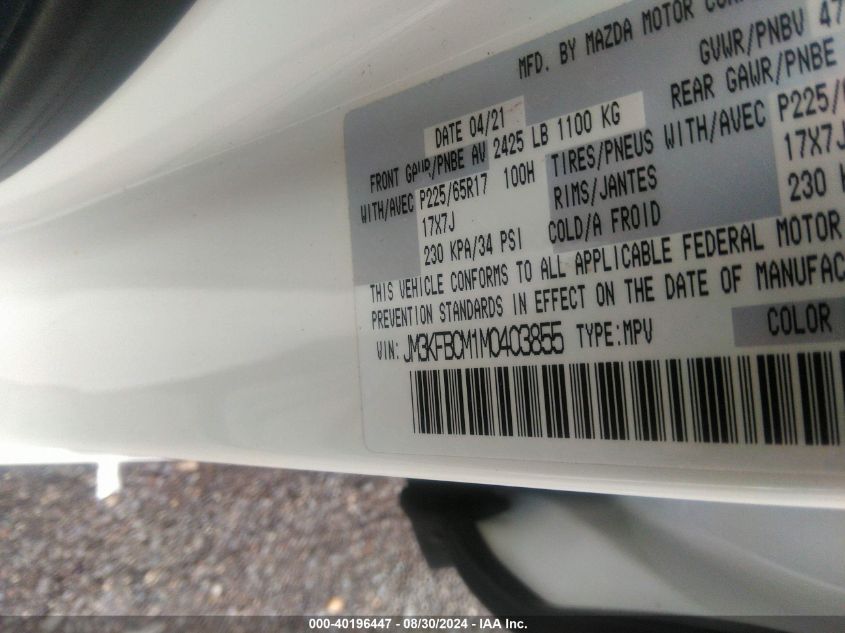 MFD. BY MAZDA MOTOR
DATE 04/21 GVWR/PNBV 47
FRONT GAWR/PNBE AV 2425 LB 1100 KG REAR GAWR/PNBE
WITH/AVEC P225/65R17 100H TIRES/PNEUS WITH/AVEC P225/
17X7J RIMS/JANTES 17X7J
230 KPA/34 PSI COLD/A FROID 230
THIS VEHICLE CONFORMS TO ALL APPLICABLE FEDERAL MOTOR
PREVENTION STANDARDS IN EFFECT ON THE DATE OF MANUFAC
VIN: JM3KFBCM1M0403855 TYPE:MPV COLOR
000-40196447 - 08/30/2024 - IAA Inc.